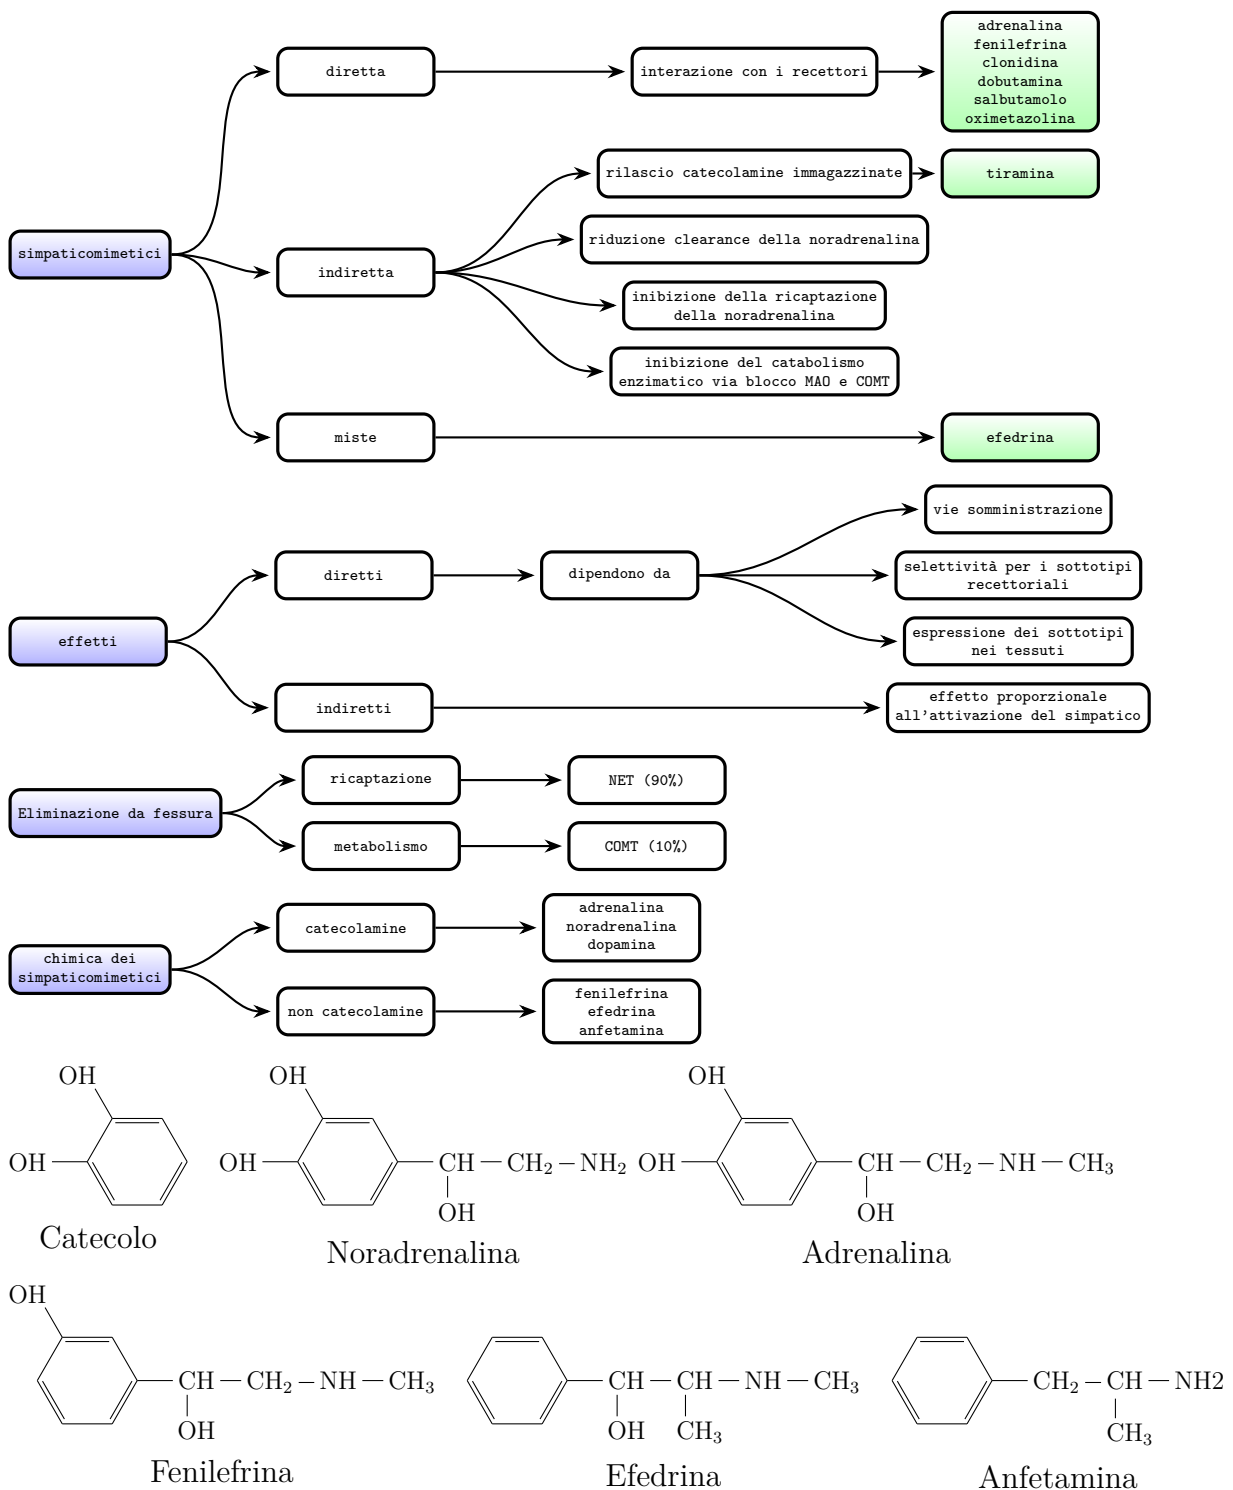 simpaticomimetici
diretta
interazione con i recettori
adrenalina
fenilefrina
clonidina
dobutamina
salbutamolo
oximetazolina
indiretta
rilascio catecolamine immagazzinate
tiramina
riduzione clearance della noradrenalina
inibizione della ricaptazione
della noradrenalina
inibizione del catabolismo
enzimatico via blocco MAO e COMT
miste
efedrina
effetti
diretti
dipendono da
vie somministrazione
selettività per i sottotipi
recettoriali
espressione dei sottotipi
nei tessuti
indiretti
effetto proporzionale
all'attivazione del simpatico
Eliminazione da fessura
ricaptazione
NET (90%)
metabolismo
COMT (10%)
chimica dei
simpaticomimetici
catecolamine
adrenalina
noradrenalina
dopamina
non catecolamine
fenilefrina
efedrina
anfetamina
OH
OH
Catecolo
OH
OH
CH
CH₂
NH₂
OH
Noradrenalina
OH
OH
CH
CH₂
NH
CH₃
OH
Adrenalina
OH
CH
CH₂
NH
CH₃
OH
Fenilefrina
CH
CH
NH
CH₃
OH
CH₃
Efedrina
CH₂
CH
NH2
CH₃
Anfetamina